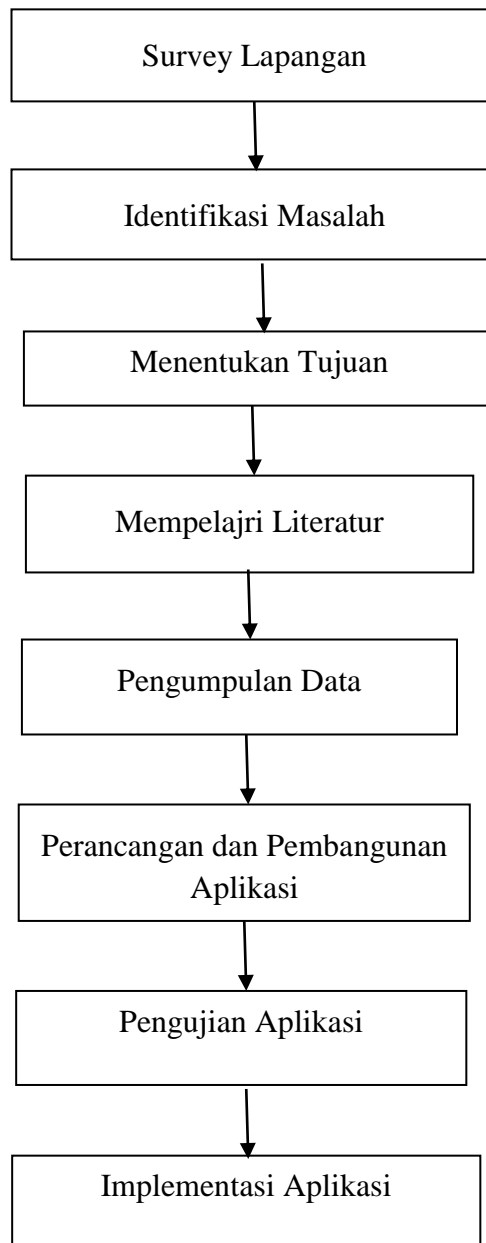 Survey Lapangan
Identifikasi Masalah
Menentukan Tujuan
Mempelajri Literatur
Pengumpulan Data
Perancangan dan Pembangunan
Aplikasi
Pengujian Aplikasi
Implementasi Aplikasi